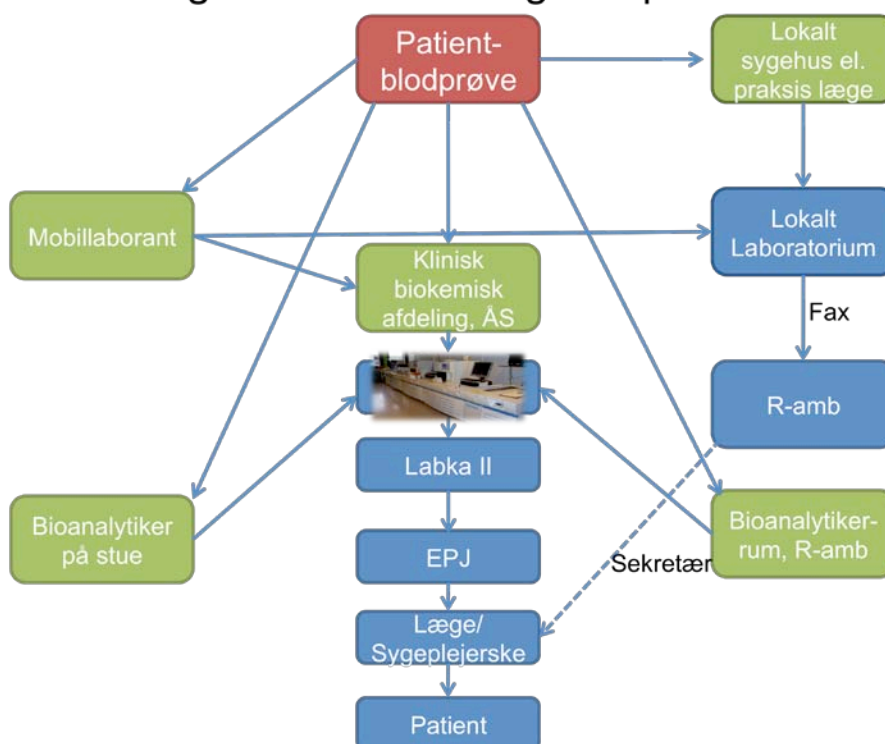 Patient-
blodprøve
Lokalt
sygehus el.
praksis læge
Mobillaborant
Lokalt
Laboratorium
Klinisk
biokemisk
afdeling, ÅS
Fax
R-amb
Labka II
Bioanalytiker
på stue
EPJ
Bioanalytiker-
rum, R-amb
Sekretær
Læge/
Sygeplejerske
Patient